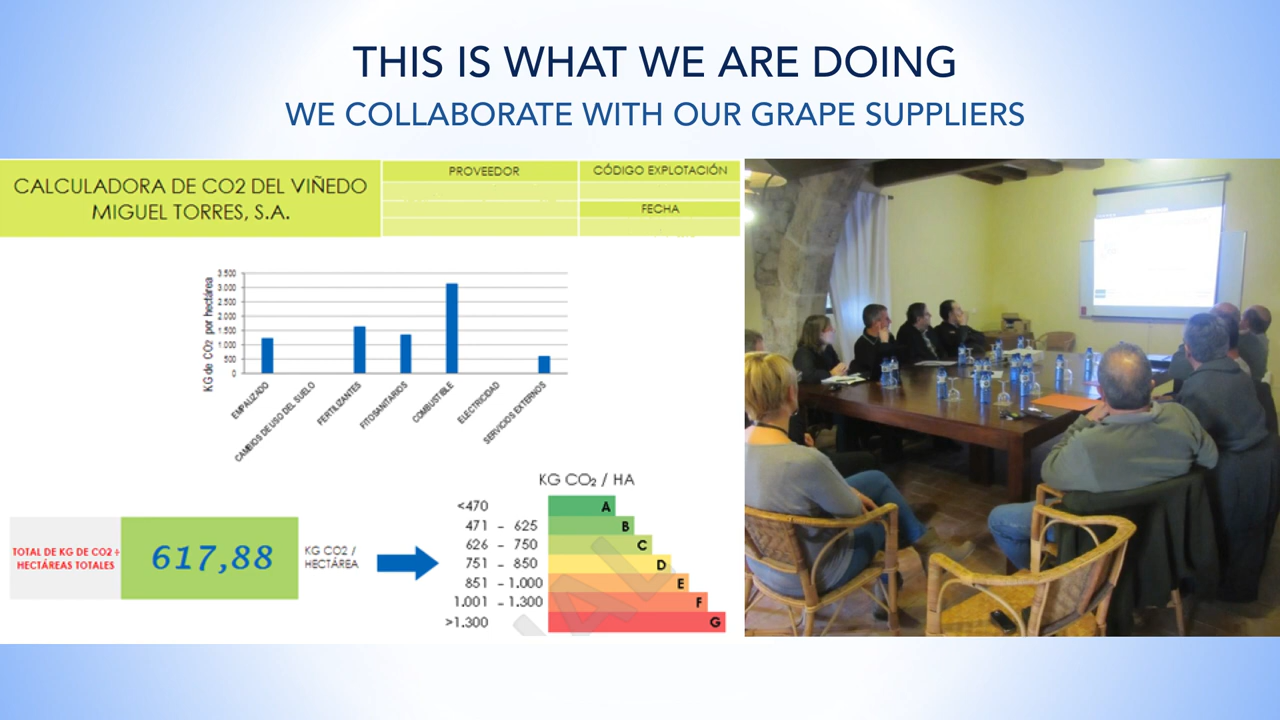 THIS IS WHAT WE ARE DOING
WE COLLABORATE WITH OUR GRAPE SUPPLIERS
CALCULADORA DE CO2 DEL VIÑEDO
MIGUEL TORRES, S.A.
PROVEEDOR
CÓDIGO EXPLOTACIÓN
FECHA
KG de CO₂ por hectárea
3.500
3.000
2.500
2.000
1.500
1.000
500
0
EMPALIZADO
CAMBIOS DE USO DEL SUELO
FERTILIZANTES
FITOSANITARIOS
COMBUSTIBLE
ELECTRICIDAD
SERVICIOS EXTERNOS
TOTAL DE KG DE CO2 ÷
HECTÁREAS TOTALES
617,88
KG CO2 /
HECTÁREA
KG CO₂ / HA
<470 A
471 - 625 B
626 - 750 C
751 - 850 D
851 - 1.000 E
1.001 - 1.300 F
>1.300 G